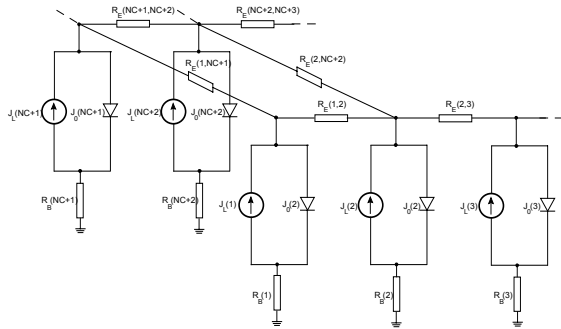 R_E(NC+1,NC+2)
R_E(NC+2,NC+3)
R_E(1,NC+1)
R_E(2,NC+2)
J_L(NC+1)
J_0(NC+1)
J_L(NC+2)
J_0(NC+2)
R_E(1,2)
R_E(2,3)
R_B(NC+1)
R_B(NC+2)
J_L(1)
J_0(2)
J_L(2)
J_0(2)
J_L(3)
J_0(3)
R_B(1)
R_B(2)
R_B(3)